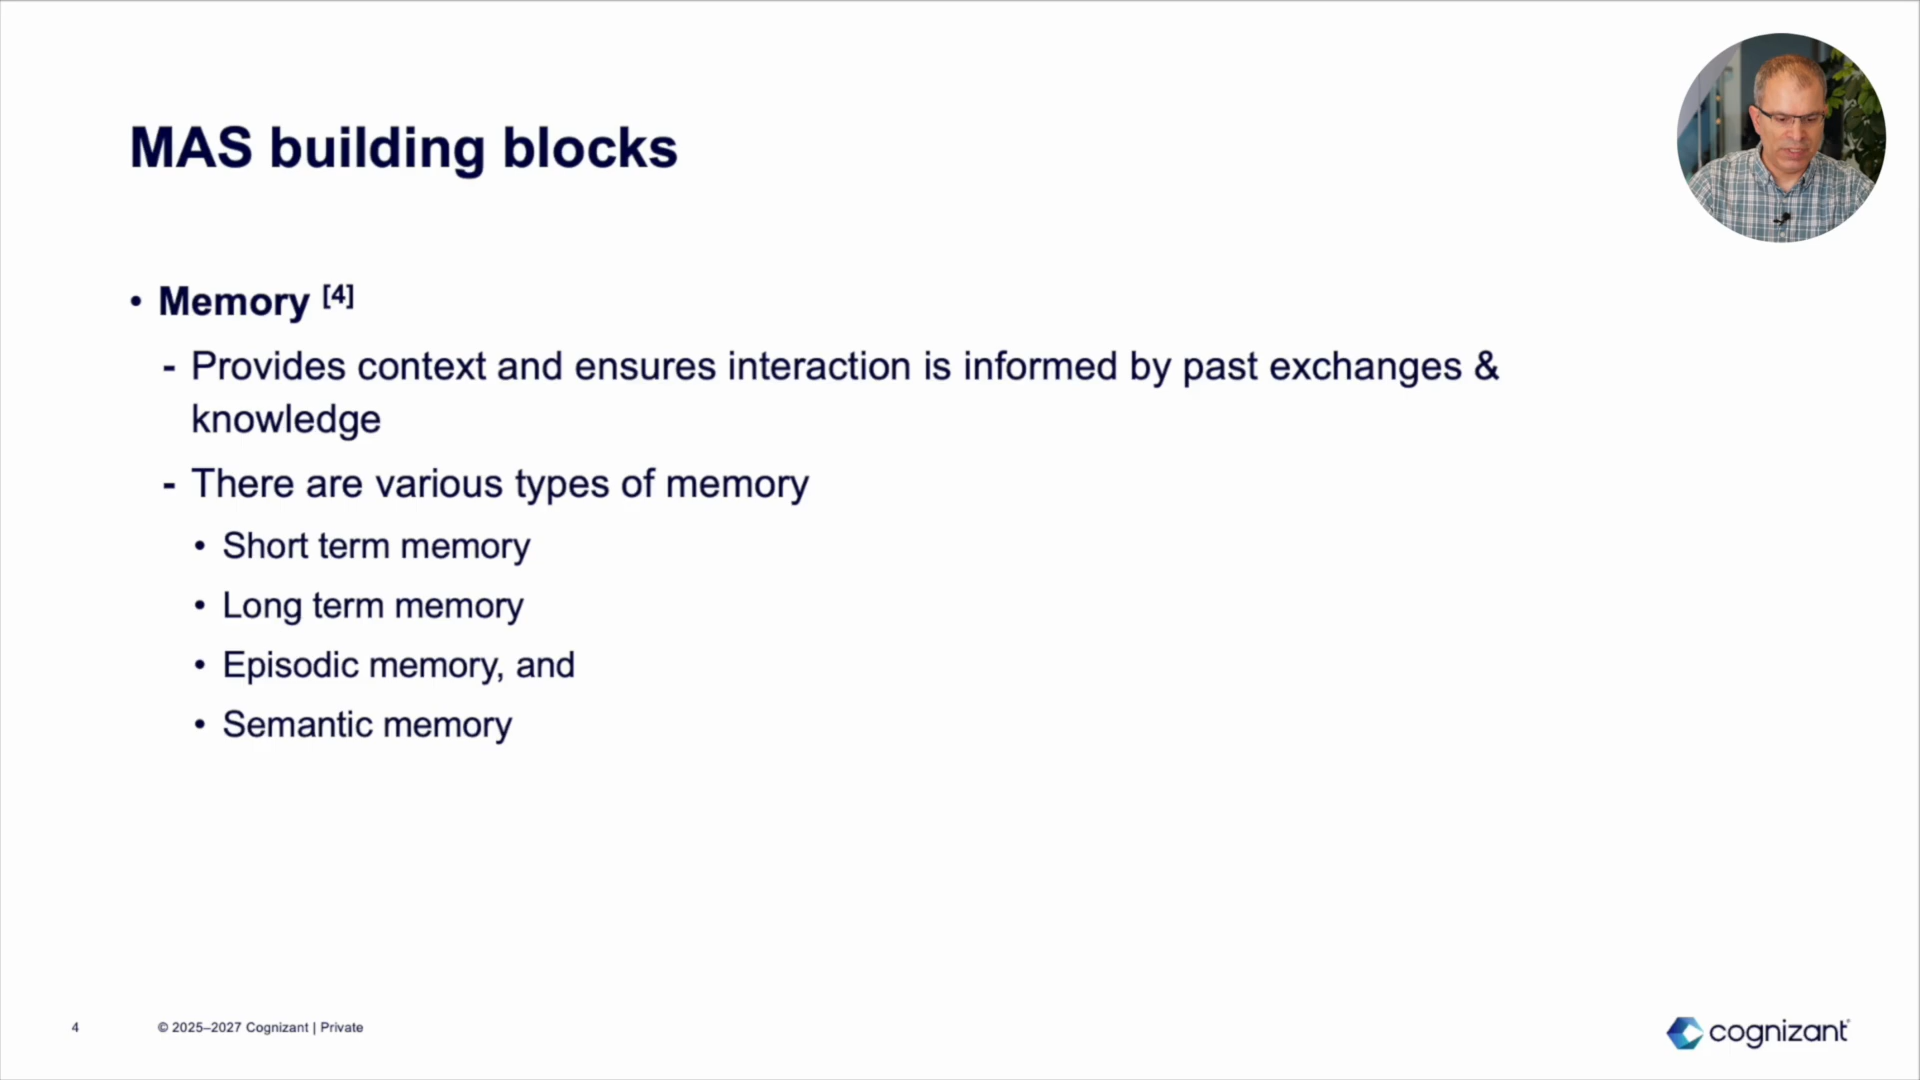 MAS building blocks
• Memory [4]
- Provides context and ensures interaction is informed by past exchanges &
knowledge
- There are various types of memory
• Short term memory
• Long term memory
• Episodic memory, and
• Semantic memory
4 © 2025–2027 Cognizant | Private
cognizant